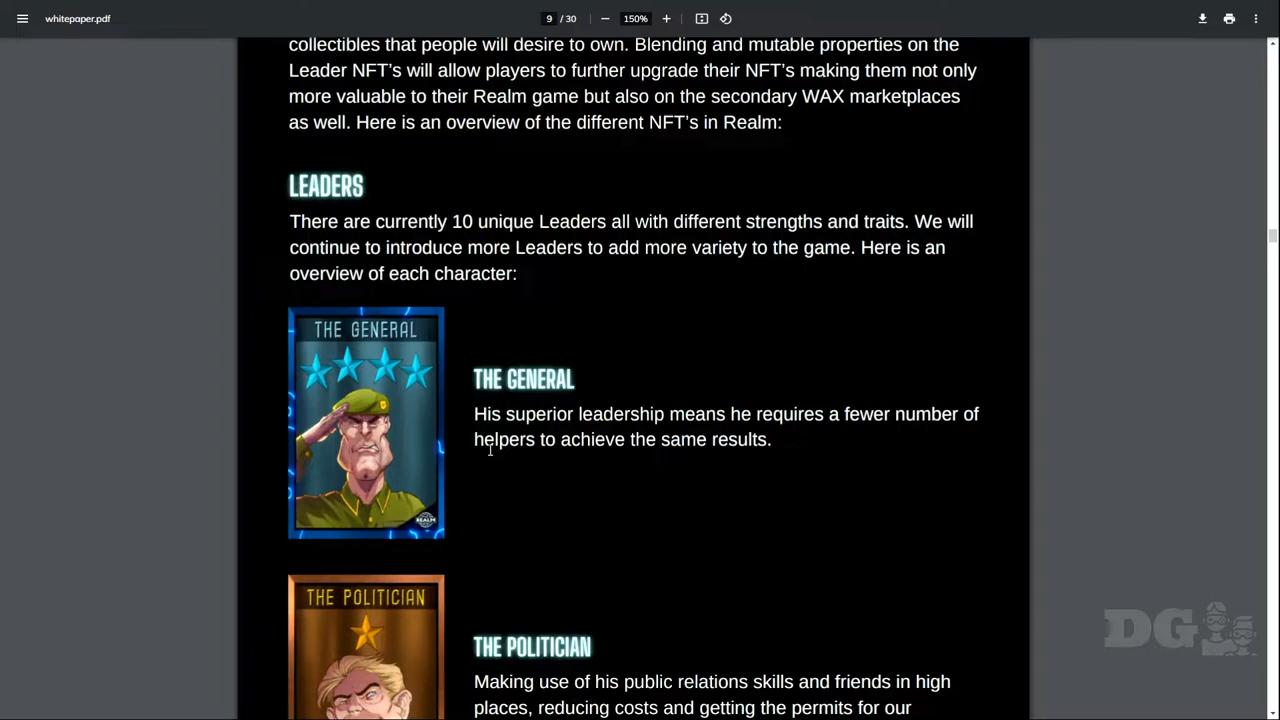 whitepaper.pdf
9 / 30
150%
collectibles that people will desire to own. Blending and mutable properties on the
Leader NFT's will allow players to further upgrade their NFT's making them not only
more valuable to their Realm game but also on the secondary WAX marketplaces
as well. Here is an overview of the different NFT's in Realm:
LEADERS
There are currently 10 unique Leaders all with different strengths and traits. We will
continue to introduce more Leaders to add more variety to the game. Here is an
overview of each character:
THE GENERAL
REALM
THE GENERAL
His superior leadership means he requires a fewer number of
helpers to achieve the same results.
THE POLITICIAN
THE POLITICIAN
Making use of his public relations skills and friends in high
places, reducing costs and getting the permits for our
DG